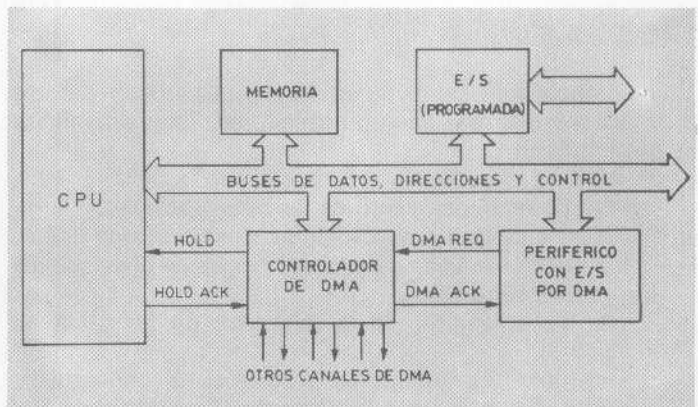 CPU
MEMORIA
E/S
(PROGRAMADA)
BUSES DE DATOS, DIRECCIONES Y CONTROL
HOLD
HOLD ACK
CONTROLADOR
DE DMA
DMA REQ
DMA ACK
PERIFERICO
CON E/S
POR DMA
OTROS CANALES DE DMA